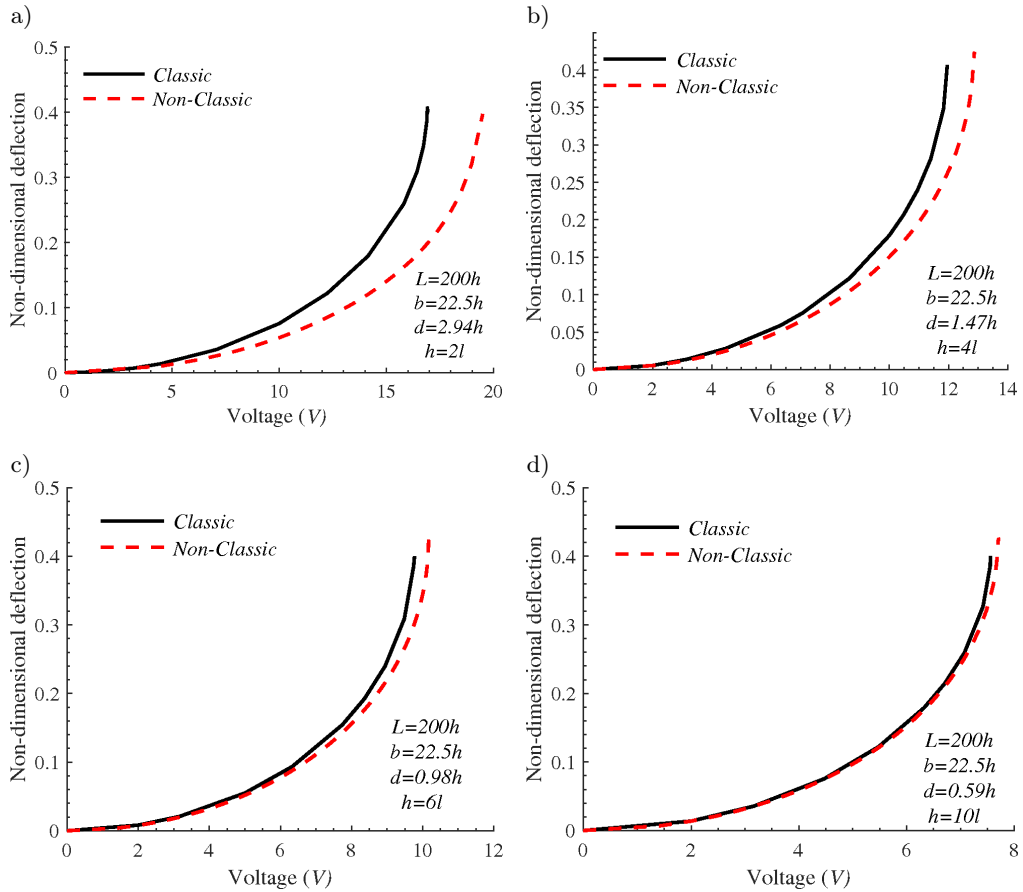 a)
Non-dimensional deflection
0.5
0.4
0.3
0.2
0.1
0
Classic
Non-Classic
L=200h
b=22.5h
d=2.94h
h=2l
0 5 10 15 20
Voltage (V)
b)
Non-dimensional deflection
0.4
0.35
0.3
0.25
0.2
0.15
0.1
0.05
0
Classic
Non-Classic
L=200h
b=22.5h
d=1.47h
h=4l
0 2 4 6 8 10 12 14
Voltage (V)
c)
Non-dimensional deflection
0.5
0.4
0.3
0.2
0.1
0
Classic
Non-Classic
L=200h
b=22.5h
d=0.98h
h=6l
0 2 4 6 8 10 12
Voltage (V)
d)
Non-dimensional deflection
0.5
0.4
0.3
0.2
0.1
0
Classic
Non-Classic
L=200h
b=22.5h
d=0.59h
h=10l
0 2 4 6 8
Voltage (V)